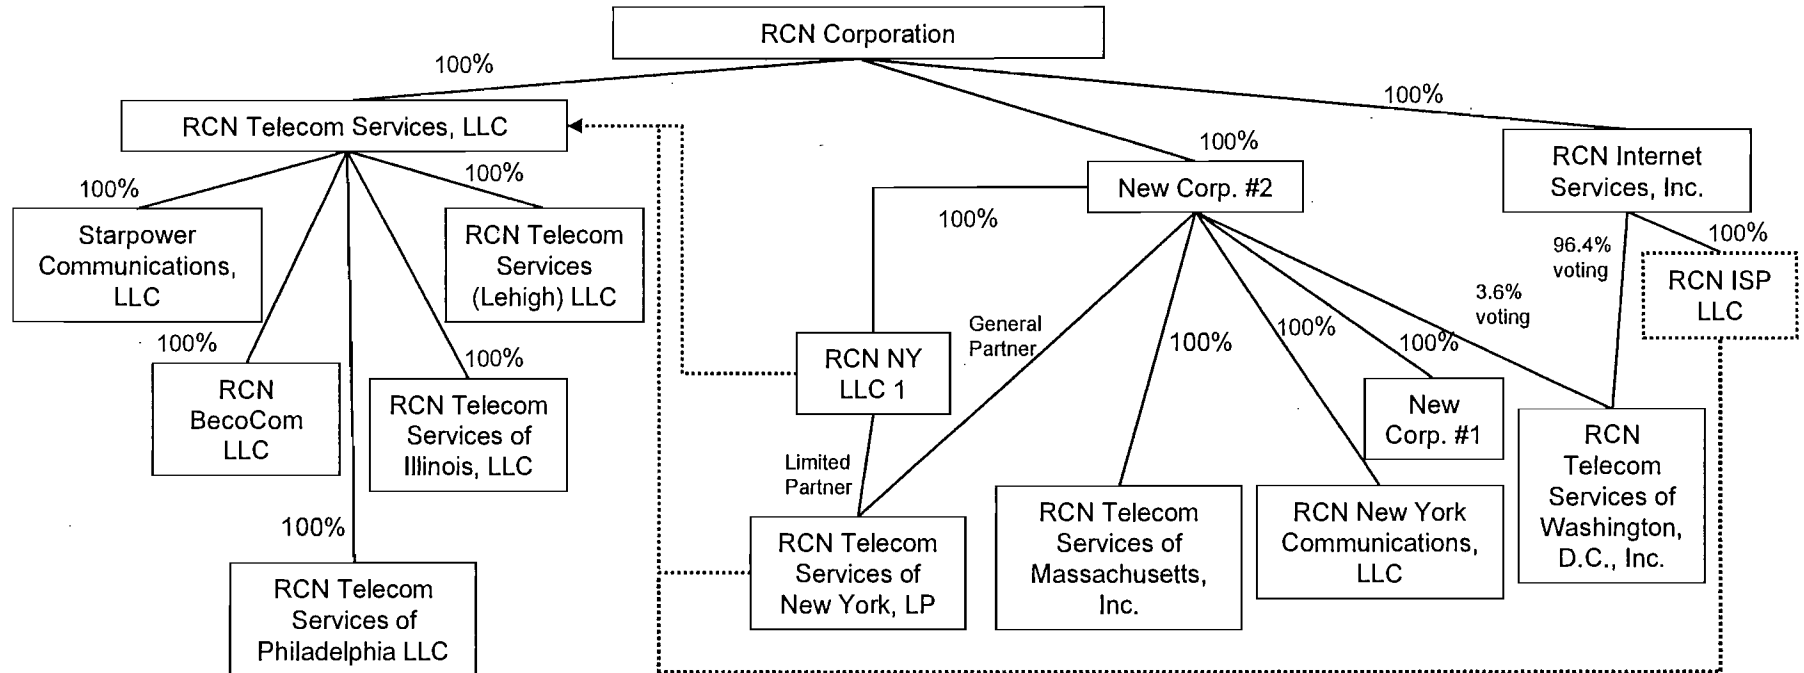 RCN Corporation
100%
100%
RCN Telecom Services, LLC
100%
RCN Internet
Services, Inc.
New Corp. #2
100%
100%
Starpower
Communications,
LLC
RCN Telecom
Services
(Lehigh) LLC
100%
96.4%
voting
100%
RCN ISP
LLC
3.6%
voting
General
Partner
100%
100%
100%
100%
100%
RCN
BecoCom
LLC
RCN Telecom
Services of
Illinois, LLC
RCN NY
LLC 1
New
Corp. #1
Limited
Partner
RCN
Telecom
Services of
Washington,
D.C., Inc.
100%
RCN Telecom
Services of
New York, LP
RCN Telecom
Services of
Massachusetts,
Inc.
RCN New York
Communications,
LLC
RCN Telecom
Services of
Philadelphia LLC